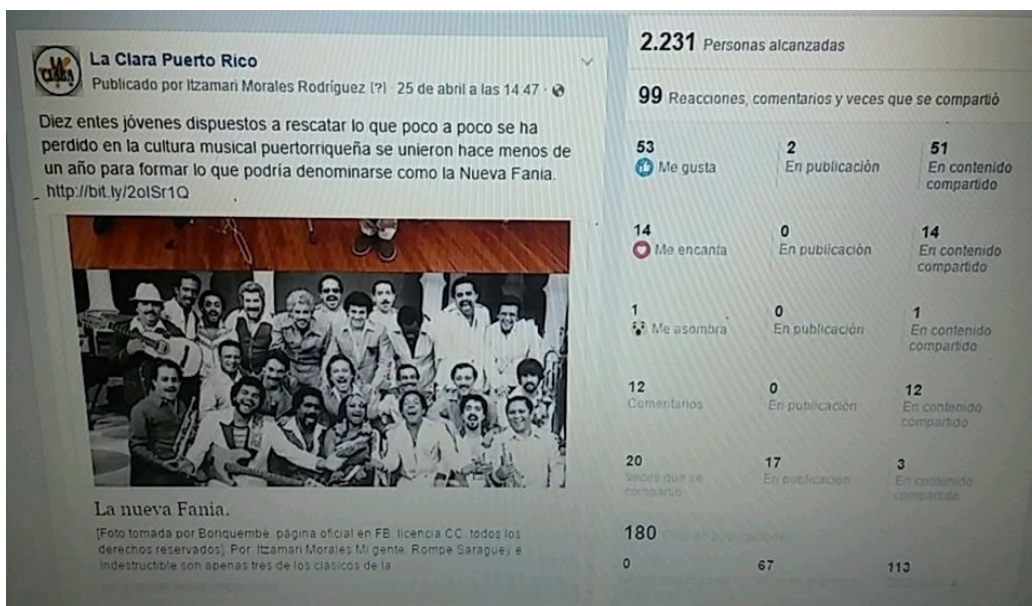 LA CLARA
La Clara Puerto Rico
Publicado por Itzamari Morales Rodríguez [?] · 25 de abril a las 14:47 ·
Diez entes jóvenes dispuestos a rescatar lo que poco a poco se ha
perdido en la cultura musical puertorriqueña se unieron hace menos de
un año para formar lo que podría denominarse como la Nueva Fania.
http://bit.ly/2oISr1Q
La nueva Fania.
[Foto tomada por Boriquembé, página oficial en FB, licencia CC, todos los
derechos reservados]. Por: Itzamari Morales Mi gente, Rompe Saragüey e
Indestructible son apenas tres de los clásicos de la
2.231 Personas alcanzadas
99 Reacciones, comentarios y veces que se compartió
53 2 51
Me gusta En publicación En contenido
compartido
14 0 14
Me encanta En publicación En contenido
compartido
1 0 1
Me asombra En publicación En contenido
compartido
12 0 12
Comentarios En publicación En contenido
compartido
20 17 3
Veces que se En publicación En contenido
compartió compartido
180
0 67 113